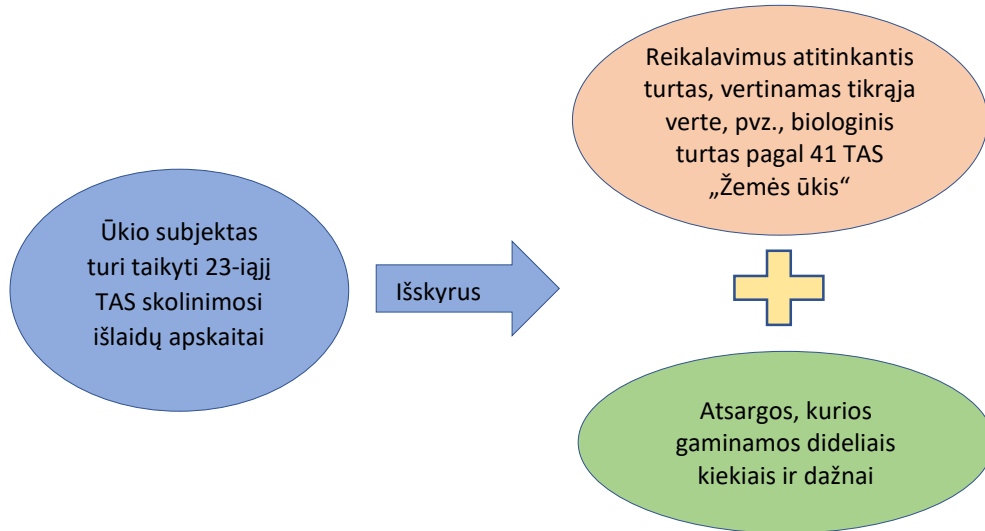 Ūkio subjektas
turi taikyti 23-iąjį
TAS skolinimosi
išlaidų apskaitai
Išskyrus
Reikalavimus atitinkantis
turtas, vertinamas tikrąja
verte, pvz., biologinis
turtas pagal 41 TAS
„Žemės ūkis“
Atsargos, kurios
gaminamos dideliais
kiekiais ir dažnai